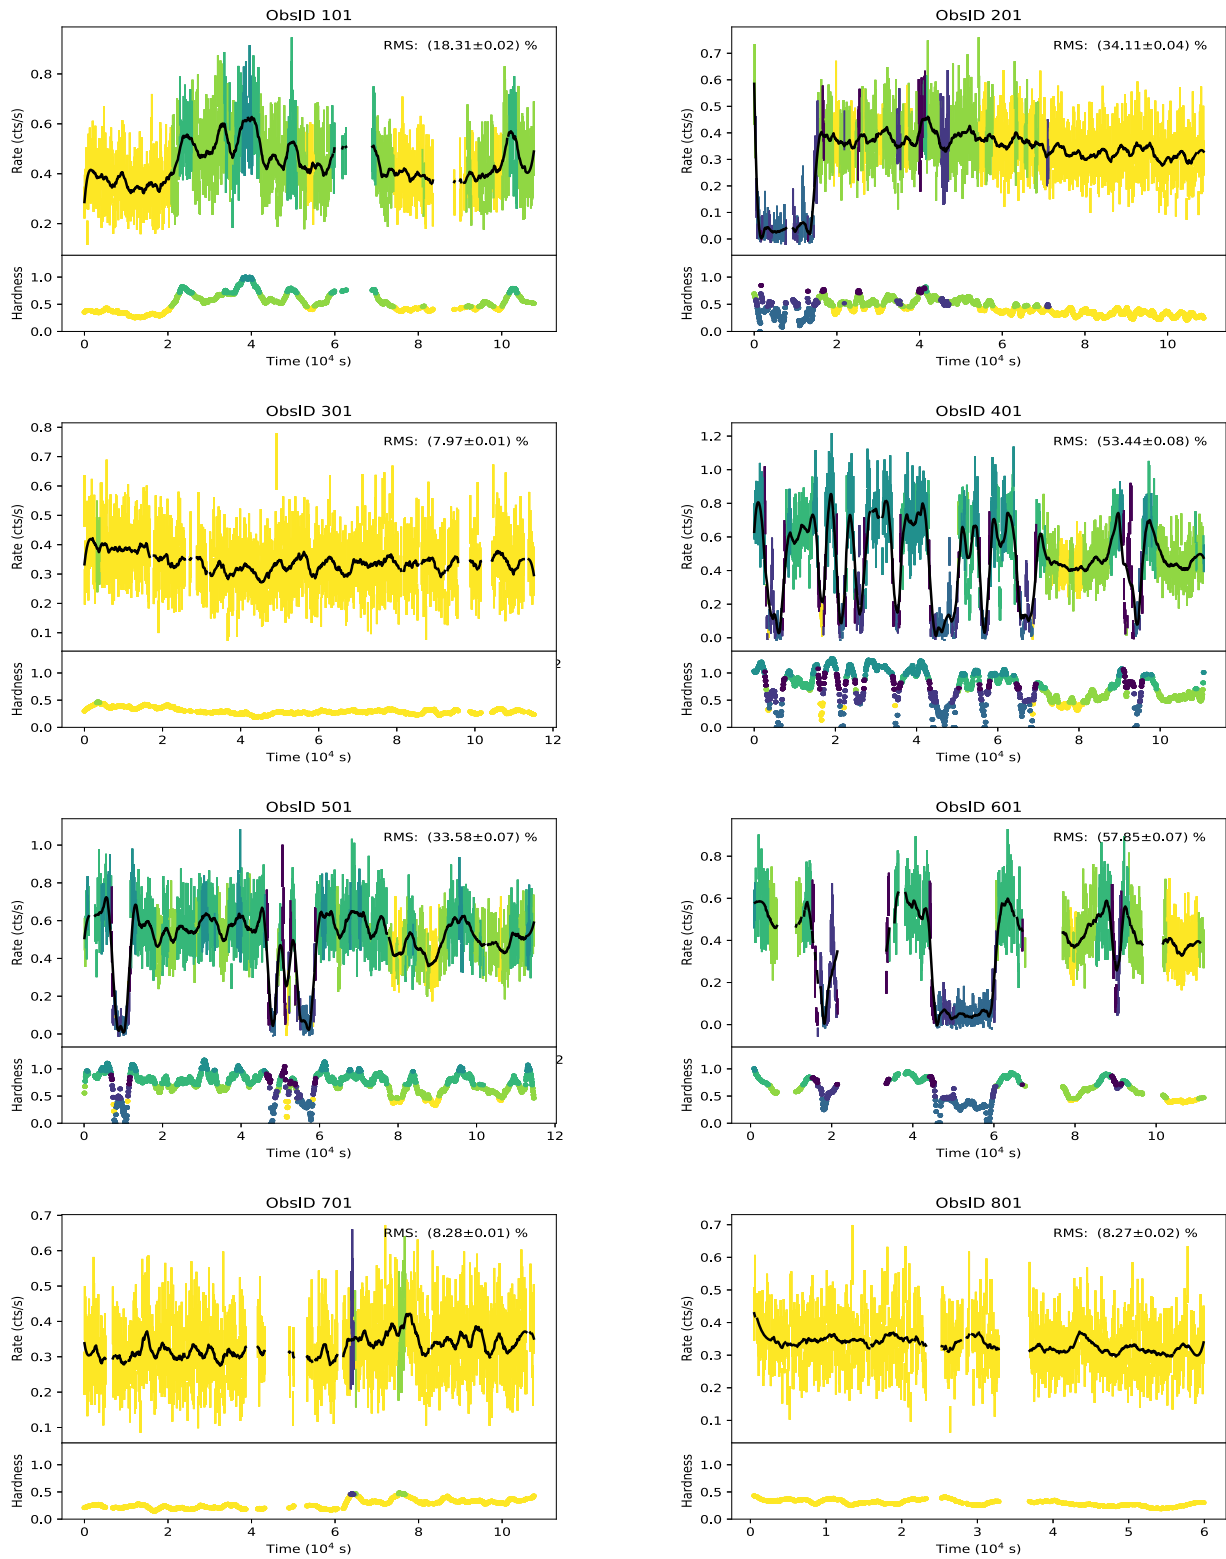 ObsID 101
RMS: (18.31±0.02) %
Rate (cts/s)
0.8
0.6
0.4
0.2
Hardness
1.0
0.5
0.0
0 2 4 6 8 10
Time (10⁴ s)
ObsID 201
RMS: (34.11±0.04) %
Rate (cts/s)
0.7
0.6
0.5
0.4
0.3
0.2
0.1
0.0
Hardness
1.0
0.5
0.0
0 2 4 6 8 10
Time (10⁴ s)
ObsID 301
RMS: (7.97±0.01) %
Rate (cts/s)
0.8
0.7
0.6
0.5
0.4
0.3
0.2
0.1
2
Hardness
1.0
0.5
0.0
0 2 4 6 8 10 12
Time (10⁴ s)
ObsID 401
RMS: (53.44±0.08) %
Rate (cts/s)
1.2
1.0
0.8
0.6
0.4
0.2
0.0
Hardness
1.0
0.5
0.0
0 2 4 6 8 10
Time (10⁴ s)
ObsID 501
RMS: (33.58±0.07) %
Rate (cts/s)
1.0
0.8
0.6
0.4
0.2
0.0
2
Hardness
1.0
0.5
0.0
0 2 4 6 8 10 12
Time (10⁴ s)
ObsID 601
RMS: (57.85±0.07) %
Rate (cts/s)
0.8
0.6
0.4
0.2
0.0
Hardness
1.0
0.5
0.0
0 2 4 6 8 10
Time (10⁴ s)
ObsID 701
RMS: (8.28±0.01) %
Rate (cts/s)
0.7
0.6
0.5
0.4
0.3
0.2
0.1
Hardness
1.0
0.5
0.0
0 2 4 6 8 10
Time (10⁴ s)
ObsID 801
RMS: (8.27±0.02) %
Rate (cts/s)
0.7
0.6
0.5
0.4
0.3
0.2
0.1
Hardness
1.0
0.5
0.0
0 1 2 3 4 5 6
Time (10⁴ s)